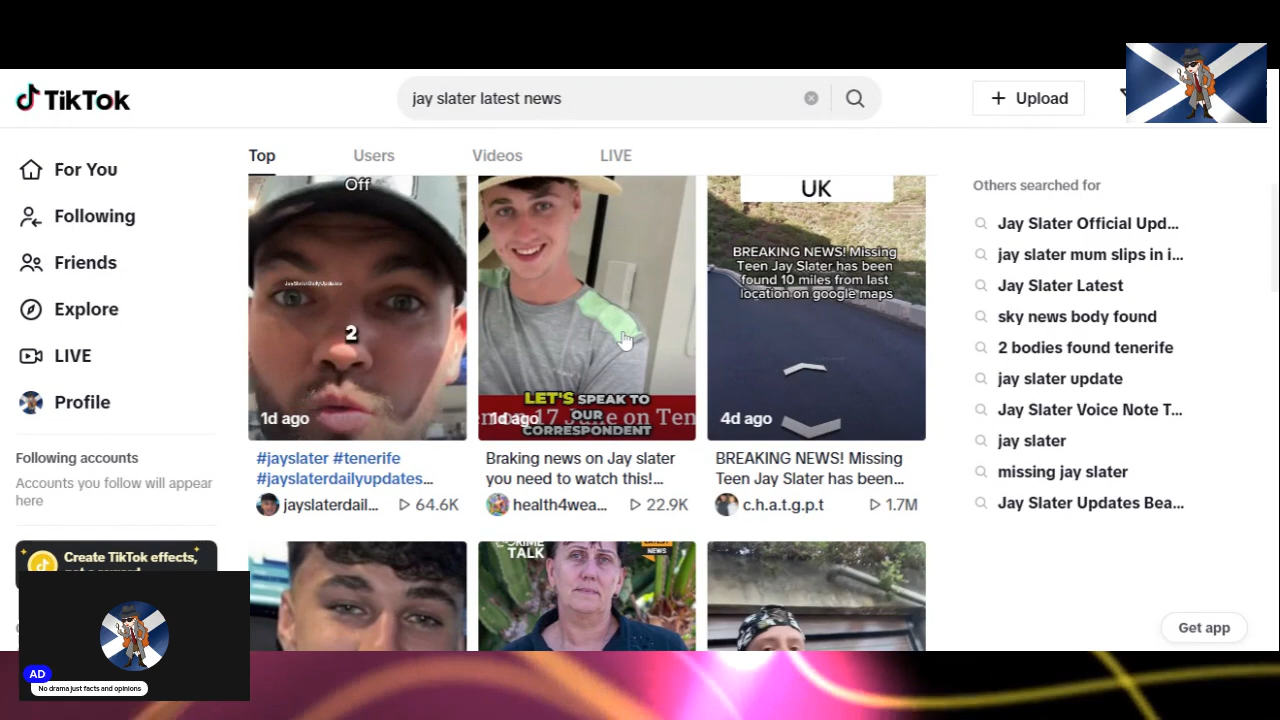 TikTok
jay slater latest news
Upload
Top
Users
Videos
LIVE
For You
Following
Friends
Explore
LIVE
Profile
Following accounts
Accounts you follow will appear
here
Create TikTok effects,
AD
No drama just facts and opinions
Off
2
1d ago
#jayslater #tenerife
#jayslaterdailyupdates...
jayslaterdail...
64.6K
LET'S SPEAK TO
OUR
CORRESPONDENT
17 June on Ten
1d ago
Braking news on Jay slater
you need to watch this!...
health4wea...
22.9K
UK
BREAKING NEWS! Missing
Teen Jay Slater has been
found 10 miles from last
location on google maps
4d ago
BREAKING NEWS! Missing
Teen Jay Slater has been...
c.h.a.t.g.p.t
1.7M
CRIME
TALK
LATEST
NEWS
Others searched for
Jay Slater Official Upd...
jay slater mum slips in i...
Jay Slater Latest
sky news body found
2 bodies found tenerife
jay slater update
Jay Slater Voice Note T...
jay slater
missing jay slater
Jay Slater Updates Bea...
Get app